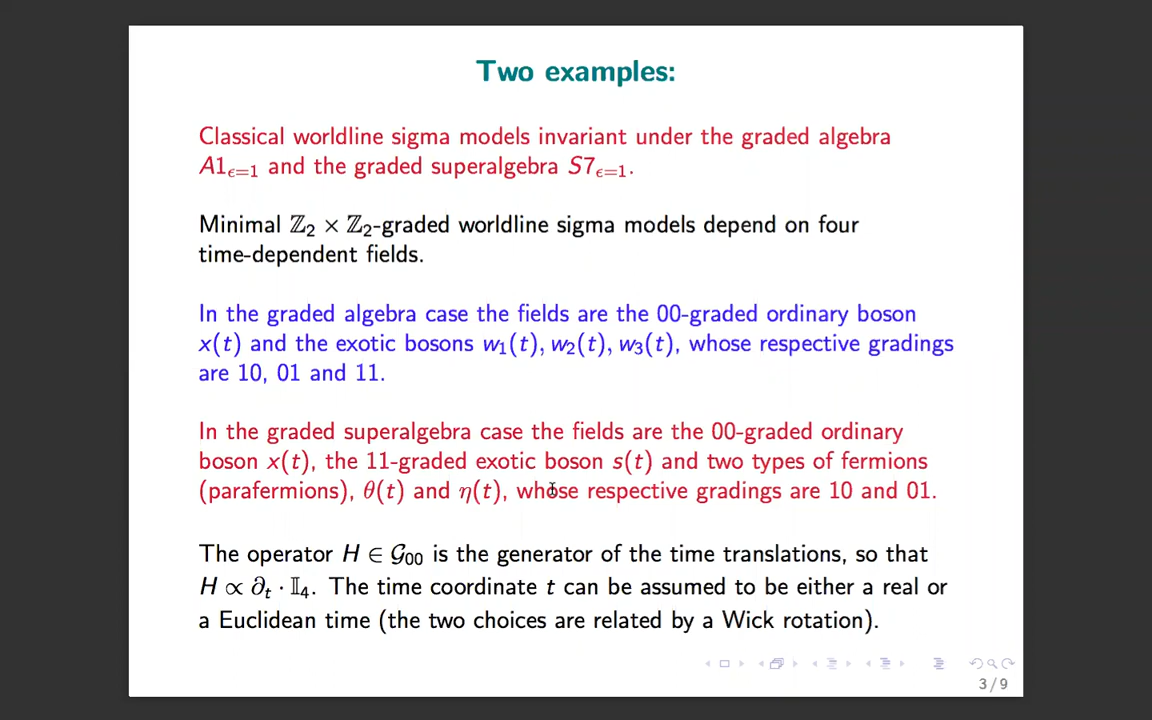 Two examples:
Classical worldline sigma models invariant under the graded algebra
A1ϵ=1 and the graded superalgebra S7ϵ=1.
Minimal ℤ₂ × ℤ₂-graded worldline sigma models depend on four
time-dependent fields.
In the graded algebra case the fields are the 00-graded ordinary boson
x(t) and the exotic bosons w₁(t), w₂(t), w₃(t), whose respective gradings
are 10, 01 and 11.
In the graded superalgebra case the fields are the 00-graded ordinary
boson x(t), the 11-graded exotic boson s(t) and two types of fermions
(parafermions), θ(t) and η(t), whose respective gradings are 10 and 01.
The operator H ∈ 𝒢₀₀ is the generator of the time translations, so that
H ∝ ∂ₜ · 𝕀₄. The time coordinate t can be assumed to be either a real or
a Euclidean time (the two choices are related by a Wick rotation).
3 / 9